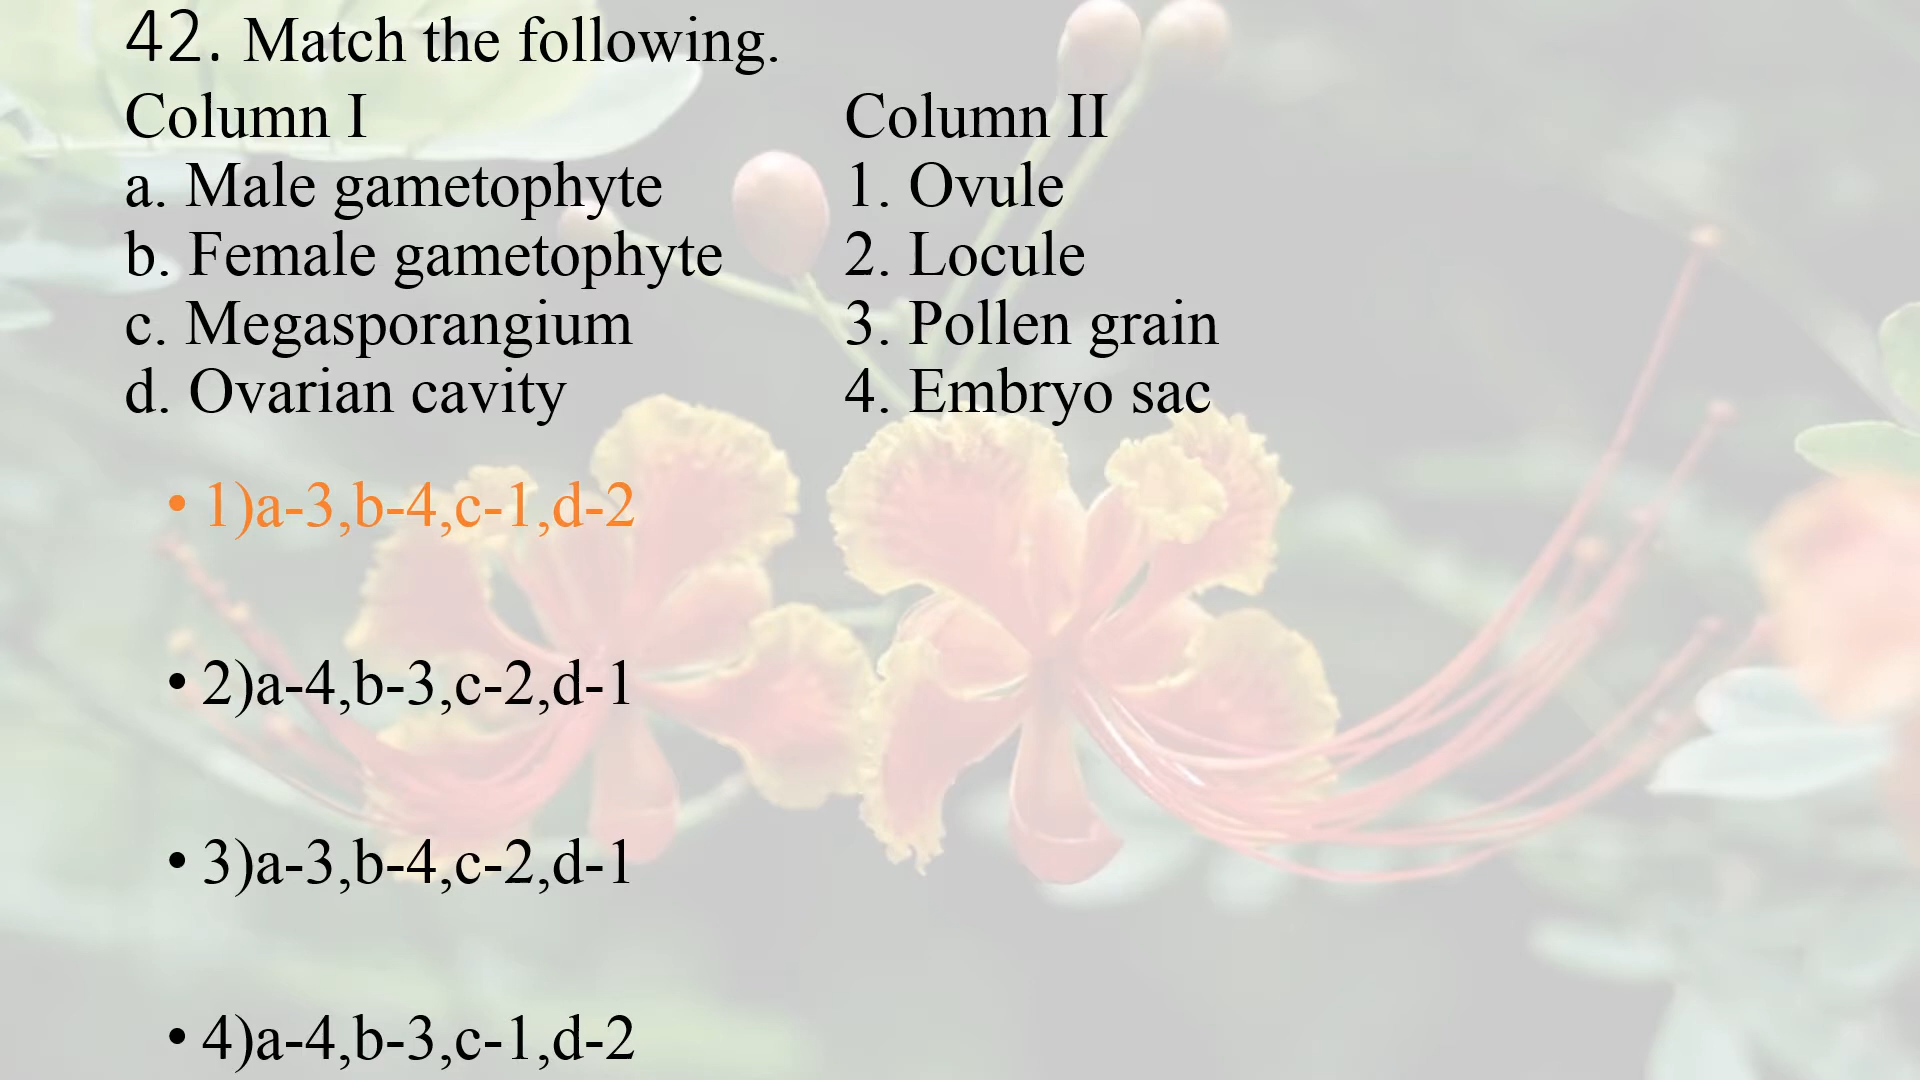 42. Match the following.
Column I Column II
a. Male gametophyte 1. Ovule
b. Female gametophyte 2. Locule
c. Megasporangium 3. Pollen grain
d. Ovarian cavity 4. Embryo sac
• 1)a-3,b-4,c-1,d-2
• 2)a-4,b-3,c-2,d-1
• 3)a-3,b-4,c-2,d-1
• 4)a-4,b-3,c-1,d-2